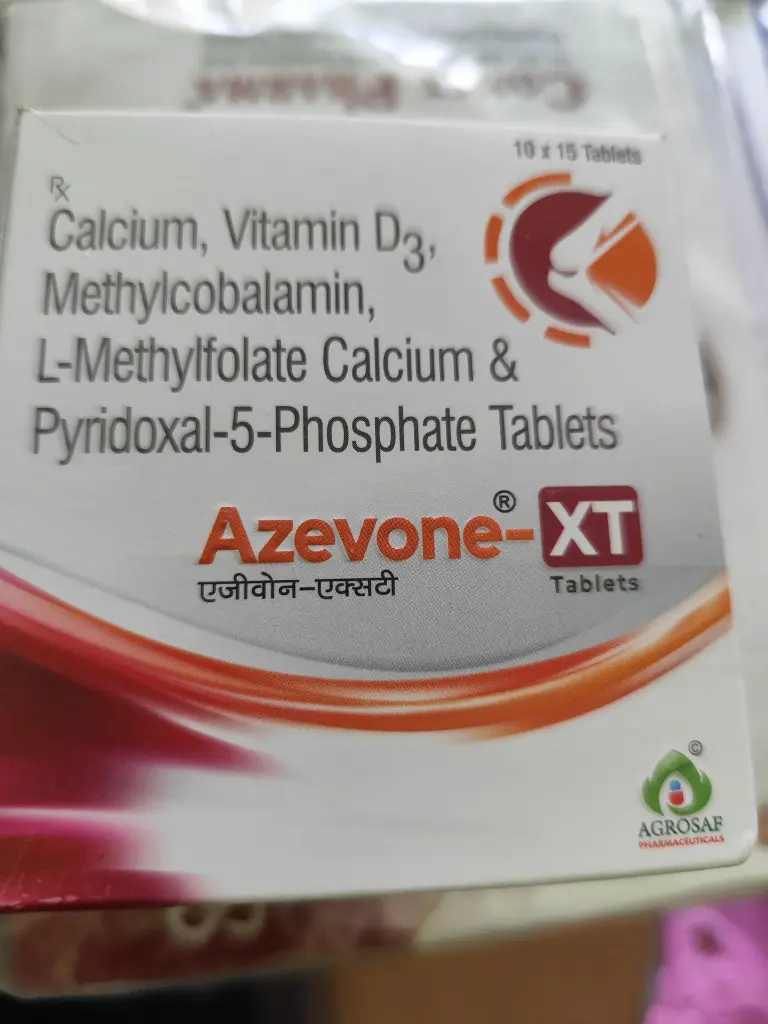 10 x 15 Tablets
Rx
Calcium, Vitamin D3,
Methylcobalamin,
L-Methylfolate Calcium &
Pyridoxal-5-Phosphate Tablets
Azevone®-XT
एजीवोन-एक्सटी
Tablets
©
AGROSAF
PHARMACEUTICALS